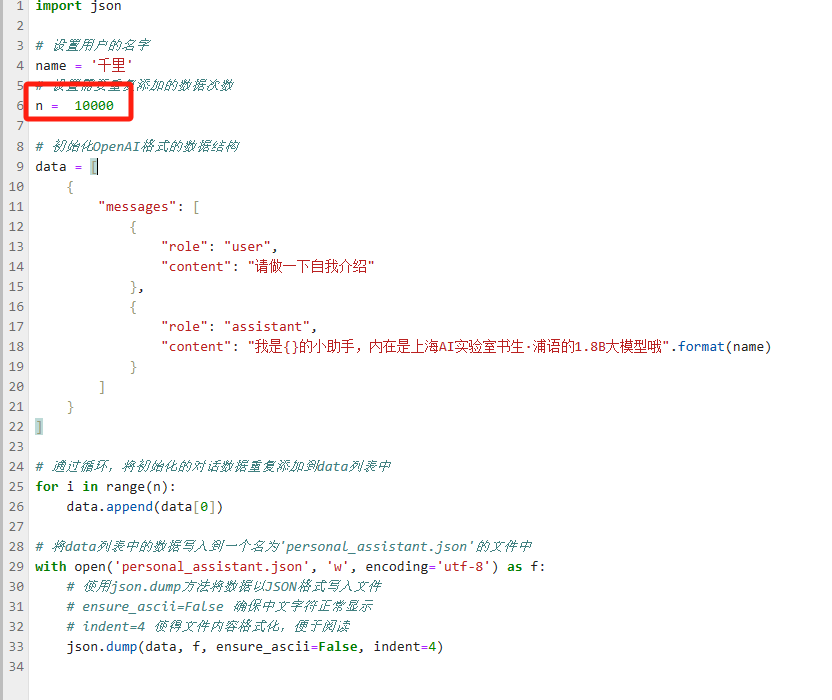 1 import json
2
3 # 设置用户的名字
4 name = '千里'
5 # 设置需要重复添加的数据次数
6 n =  10000
7
8 # 初始化OpenAI格式的数据结构
9 data = [
10     {
11         "messages": [
12             {
13                 "role": "user",
14                 "content": "请做一下自我介绍"
15             },
16             {
17                 "role": "assistant",
18                 "content": "我是{}的小助手，内在是上海AI实验室书生·浦语的1.8B大模型哦".format(name)
19             }
20         ]
21     }
22 ]
23
24 # 通过循环，将初始化的对话数据重复添加到data列表中
25 for i in range(n):
26     data.append(data[0])
27
28 # 将data列表中的数据写入到一个名为'personal_assistant.json'的文件中
29 with open('personal_assistant.json', 'w', encoding='utf-8') as f:
30     # 使用json.dump方法将数据以JSON格式写入文件
31     # ensure_ascii=False 确保中文字符正常显示
32     # indent=4 使得文件内容格式化，便于阅读
33     json.dump(data, f, ensure_ascii=False, indent=4)
34